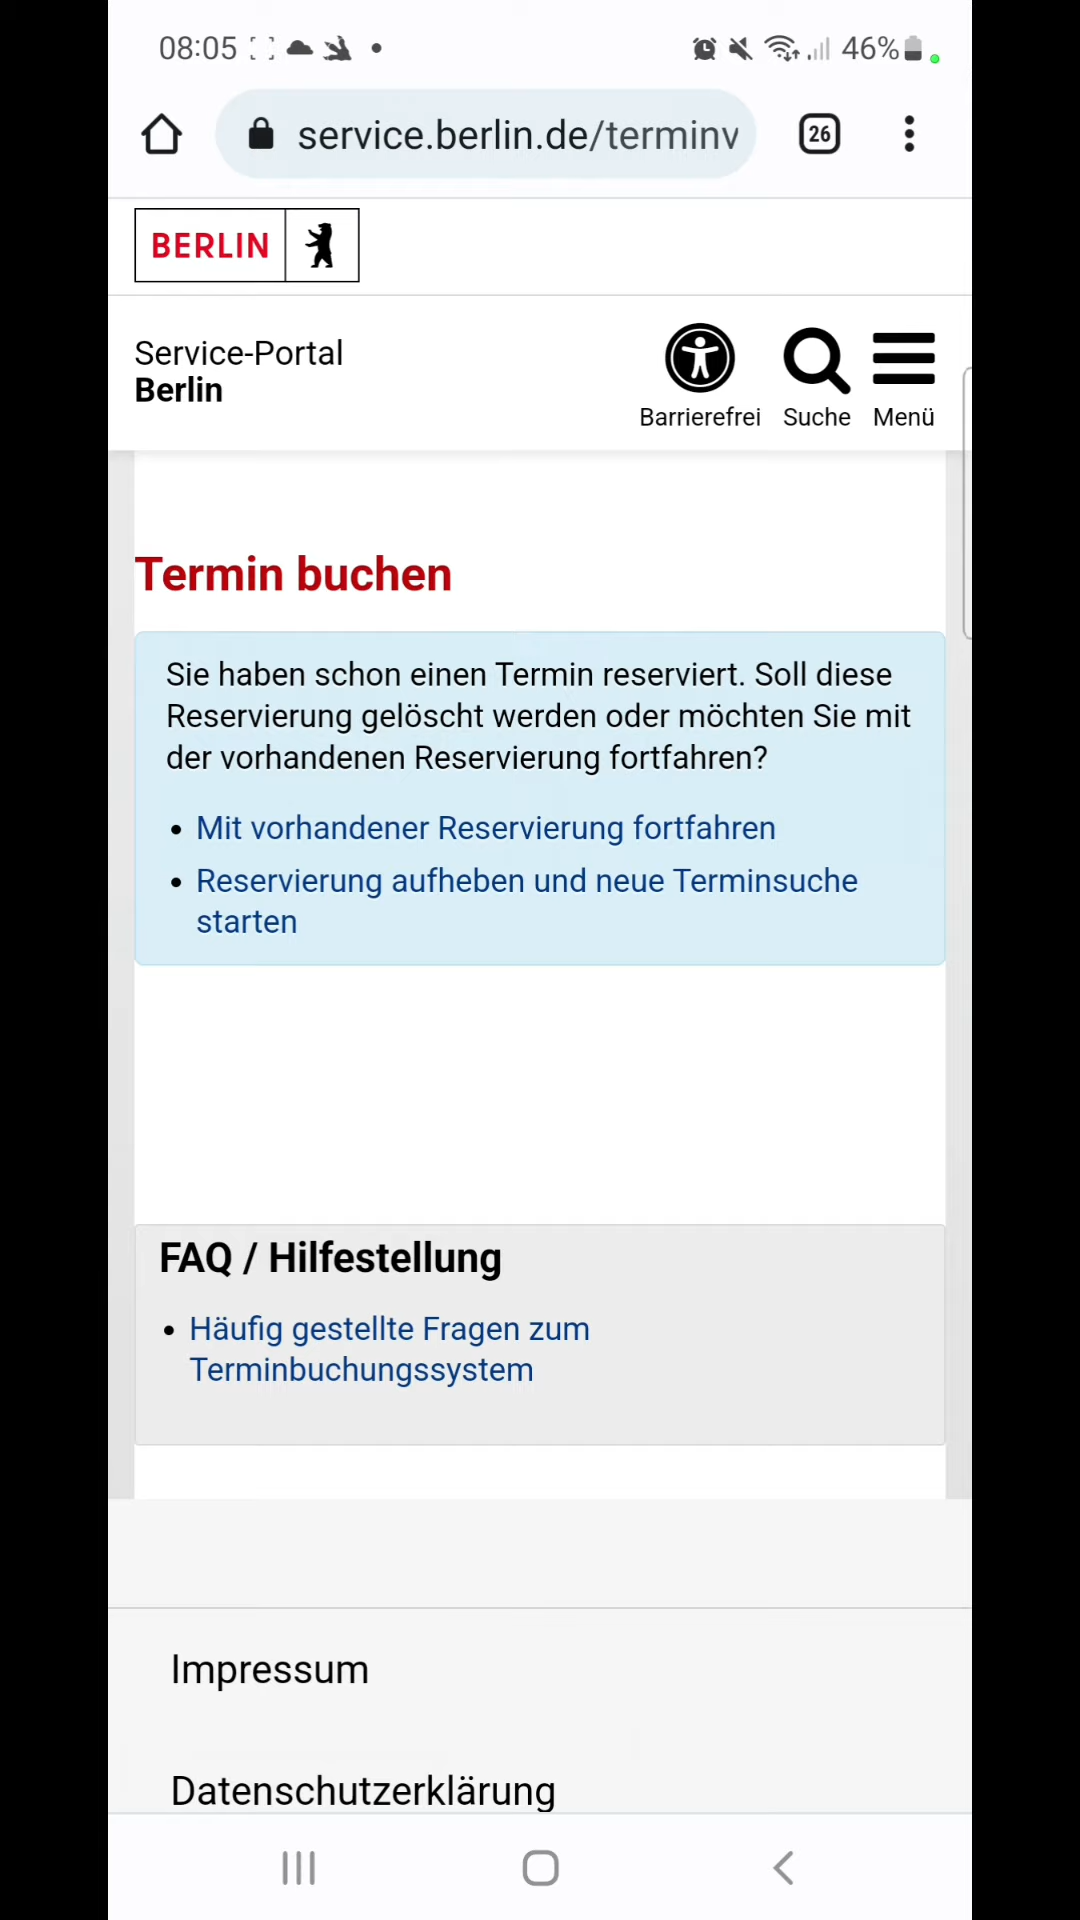 08:05
46%
service.berlin.de/terminv
26
BERLIN
Service-Portal
Berlin
Barrierefrei
Suche
Menü
Termin buchen
Sie haben schon einen Termin reserviert. Soll diese
Reservierung gelöscht werden oder möchten Sie mit
der vorhandenen Reservierung fortfahren?
Mit vorhandener Reservierung fortfahren
Reservierung aufheben und neue Terminsuche
starten
FAQ / Hilfestellung
Häufig gestellte Fragen zum
Terminbuchungssystem
Impressum
Datenschutzerklärung